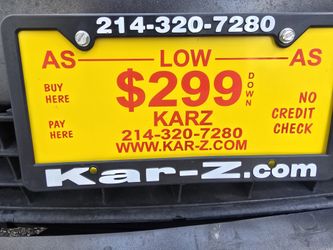 214-320-7280
AS LOW AS
$299 DOWN
BUY HERE
PAY HERE
NO CREDIT CHECK
KARZ
214-320-7280
WWW.KAR-Z.COM
Kar-Z.com